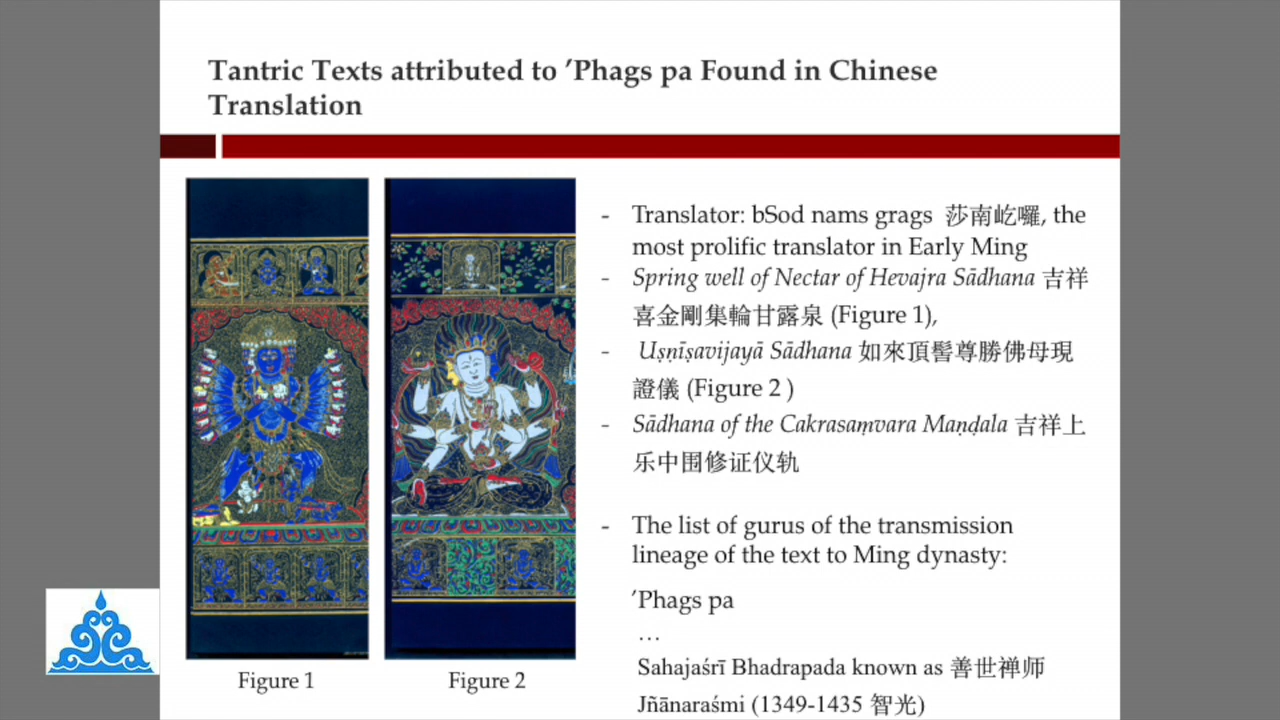 Tantric Texts attributed to ’Phags pa Found in Chinese
Translation
- Translator: bSod nams grags 莎南屹囉, the
most prolific translator in Early Ming
- Spring well of Nectar of Hevajra Sādhana 吉祥
喜金剛集輪甘露泉 (Figure 1),
- Uṣṇīṣavijayā Sādhana 如來頂髻尊勝佛母現
證儀 (Figure 2 )
- Sādhana of the Cakrasaṃvara Maṇḍala 吉祥上
乐中围修证仪轨
- The list of gurus of the transmission
lineage of the text to Ming dynasty:
’Phags pa
…
Sahajaśrī Bhadrapada known as 善世禅师
Jñānaraśmi (1349-1435 智光)
Figure 1
Figure 2